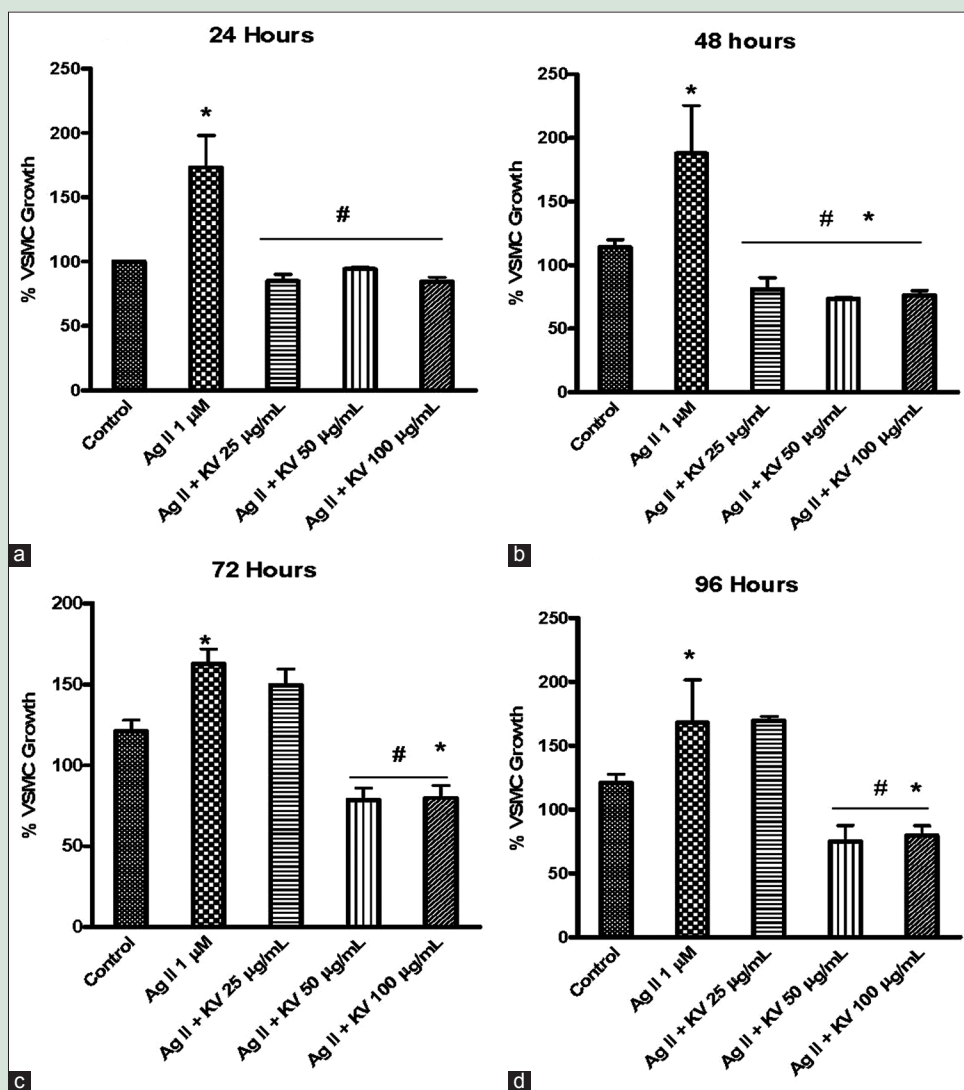 24 Hours
250
200
150
100
50
0
% VSMC Growth
*
#
Control
Ag II 1 µM
Ag II + KV 25 µg/mL
Ag II + KV 50 µg/mL
Ag II + KV 100 µg/mL
a
48 hours
250
200
150
100
50
0
% VSMC Growth
*
# *
Control
Ag II 1 µM
Ag II + KV 25 µg/mL
Ag II + KV 50 µg/mL
Ag II + KV 100 µg/mL
b
72 Hours
200
150
100
50
0
% VSMC Growth
*
# *
Control
Ag II 1 µM
Ag II + KV 25 µg/mL
Ag II + KV 50 µg/mL
Ag II + KV 100 µg/mL
c
96 Hours
250
200
150
100
50
0
% VSMC Growth
*
# *
Control
Ag II 1 µM
Ag II + KV 25 µg/mL
Ag II + KV 50 µg/mL
Ag II + KV 100 µg/mL
d